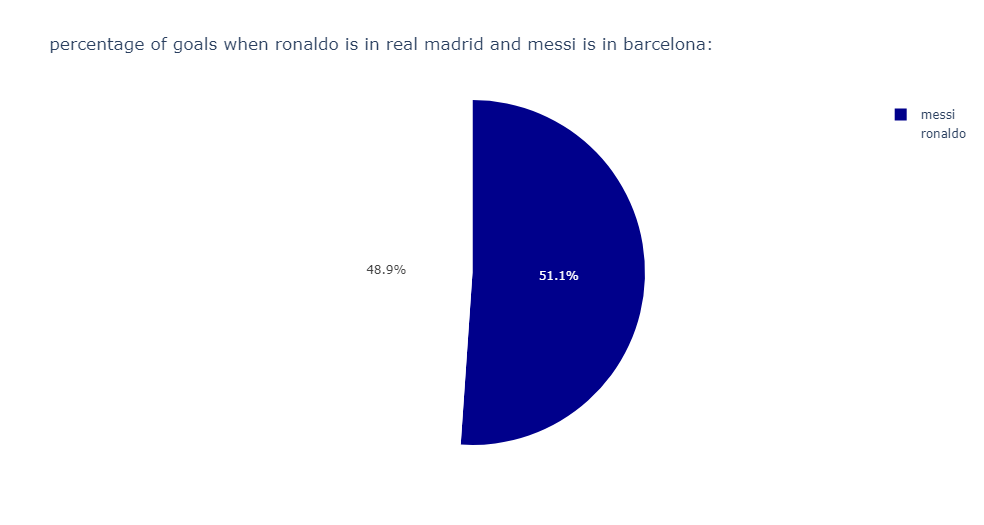 percentage of goals when ronaldo is in real madrid and messi is in barcelona:
messi
ronaldo
48.9%
51.1%